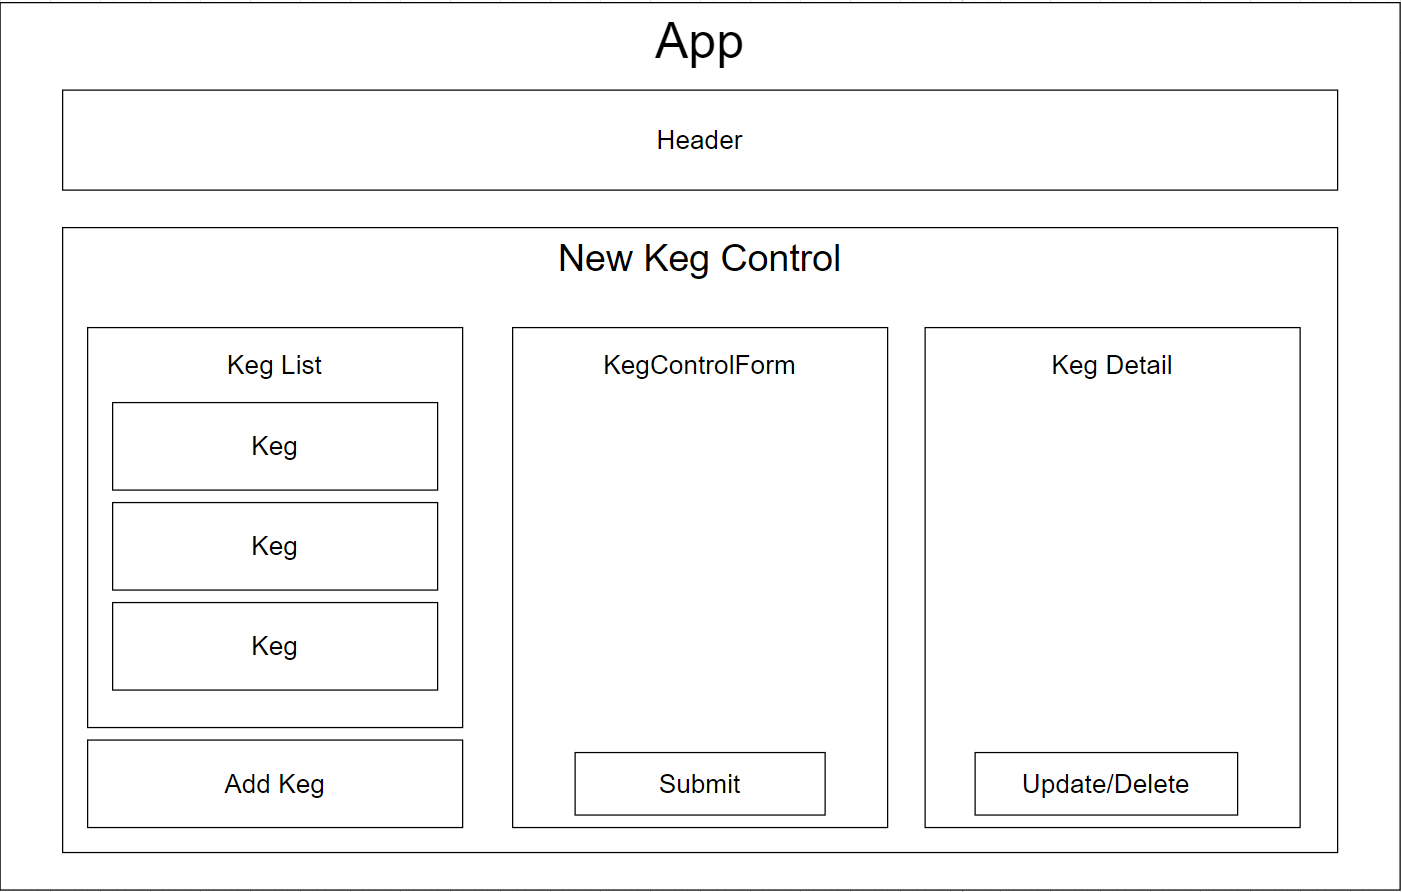 App
Header
New Keg Control
Keg List
Keg
Keg
Keg
Add Keg
KegControlForm
Submit
Keg Detail
Update/Delete